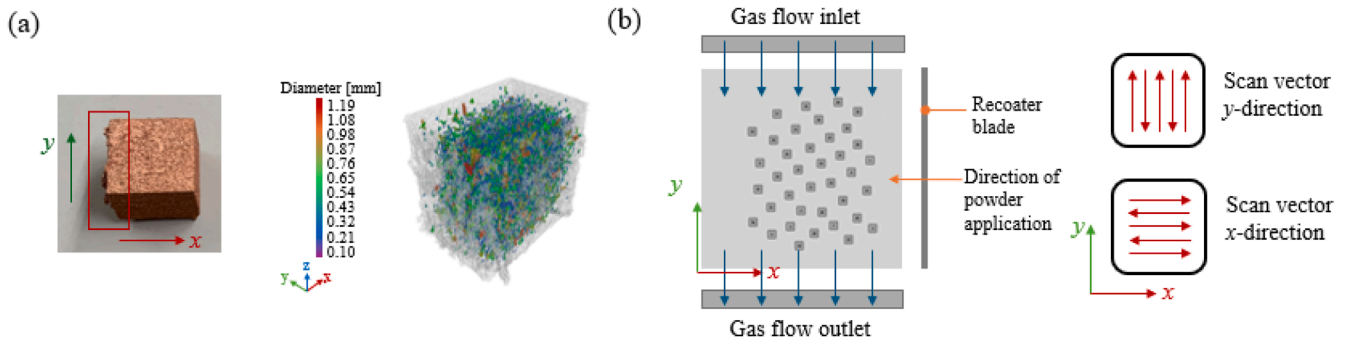 (a)
Diameter [mm]
1.19
1.08
0.98
0.87
0.76
0.65
0.54
0.43
0.32
0.21
0.10
y
x
z
y
x
(b)
Gas flow inlet
Recoater
blade
Direction of
powder
application
y
x
Gas flow outlet
Scan vector
y-direction
Scan vector
x-direction
y
x